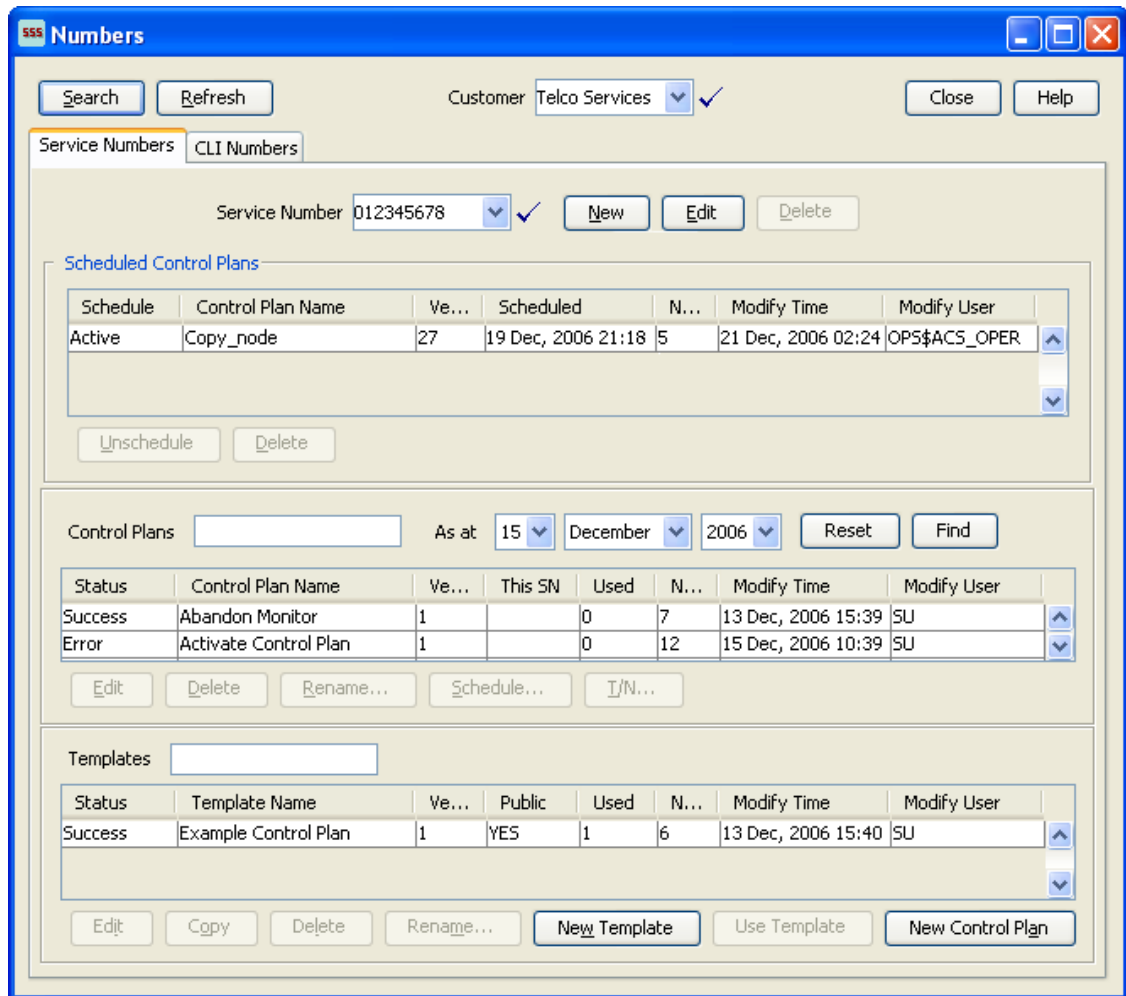 555 Numbers
Search Refresh Customer Telco Services Close Help
Service Numbers CLI Numbers
Service Number 012345678 New Edit Delete
Scheduled Control Plans
Schedule Control Plan Name Ve... Scheduled N... Modify Time Modify User
Active Copy_node 27 19 Dec, 2006 21:18 5 21 Dec, 2006 02:24 OPS$ACS_OPER
Unschedule Delete
Control Plans As at 15 December 2006 Reset Find
Status Control Plan Name Ve... This SN Used N... Modify Time Modify User
Success Abandon Monitor 1 0 7 13 Dec, 2006 15:39 SU
Error Activate Control Plan 1 0 12 15 Dec, 2006 10:39 SU
Edit Delete Rename... Schedule... T/N...
Templates
Status Template Name Ve... Public Used N... Modify Time Modify User
Success Example Control Plan 1 YES 1 6 13 Dec, 2006 15:40 SU
Edit Copy Delete Rename... New Template Use Template New Control Plan